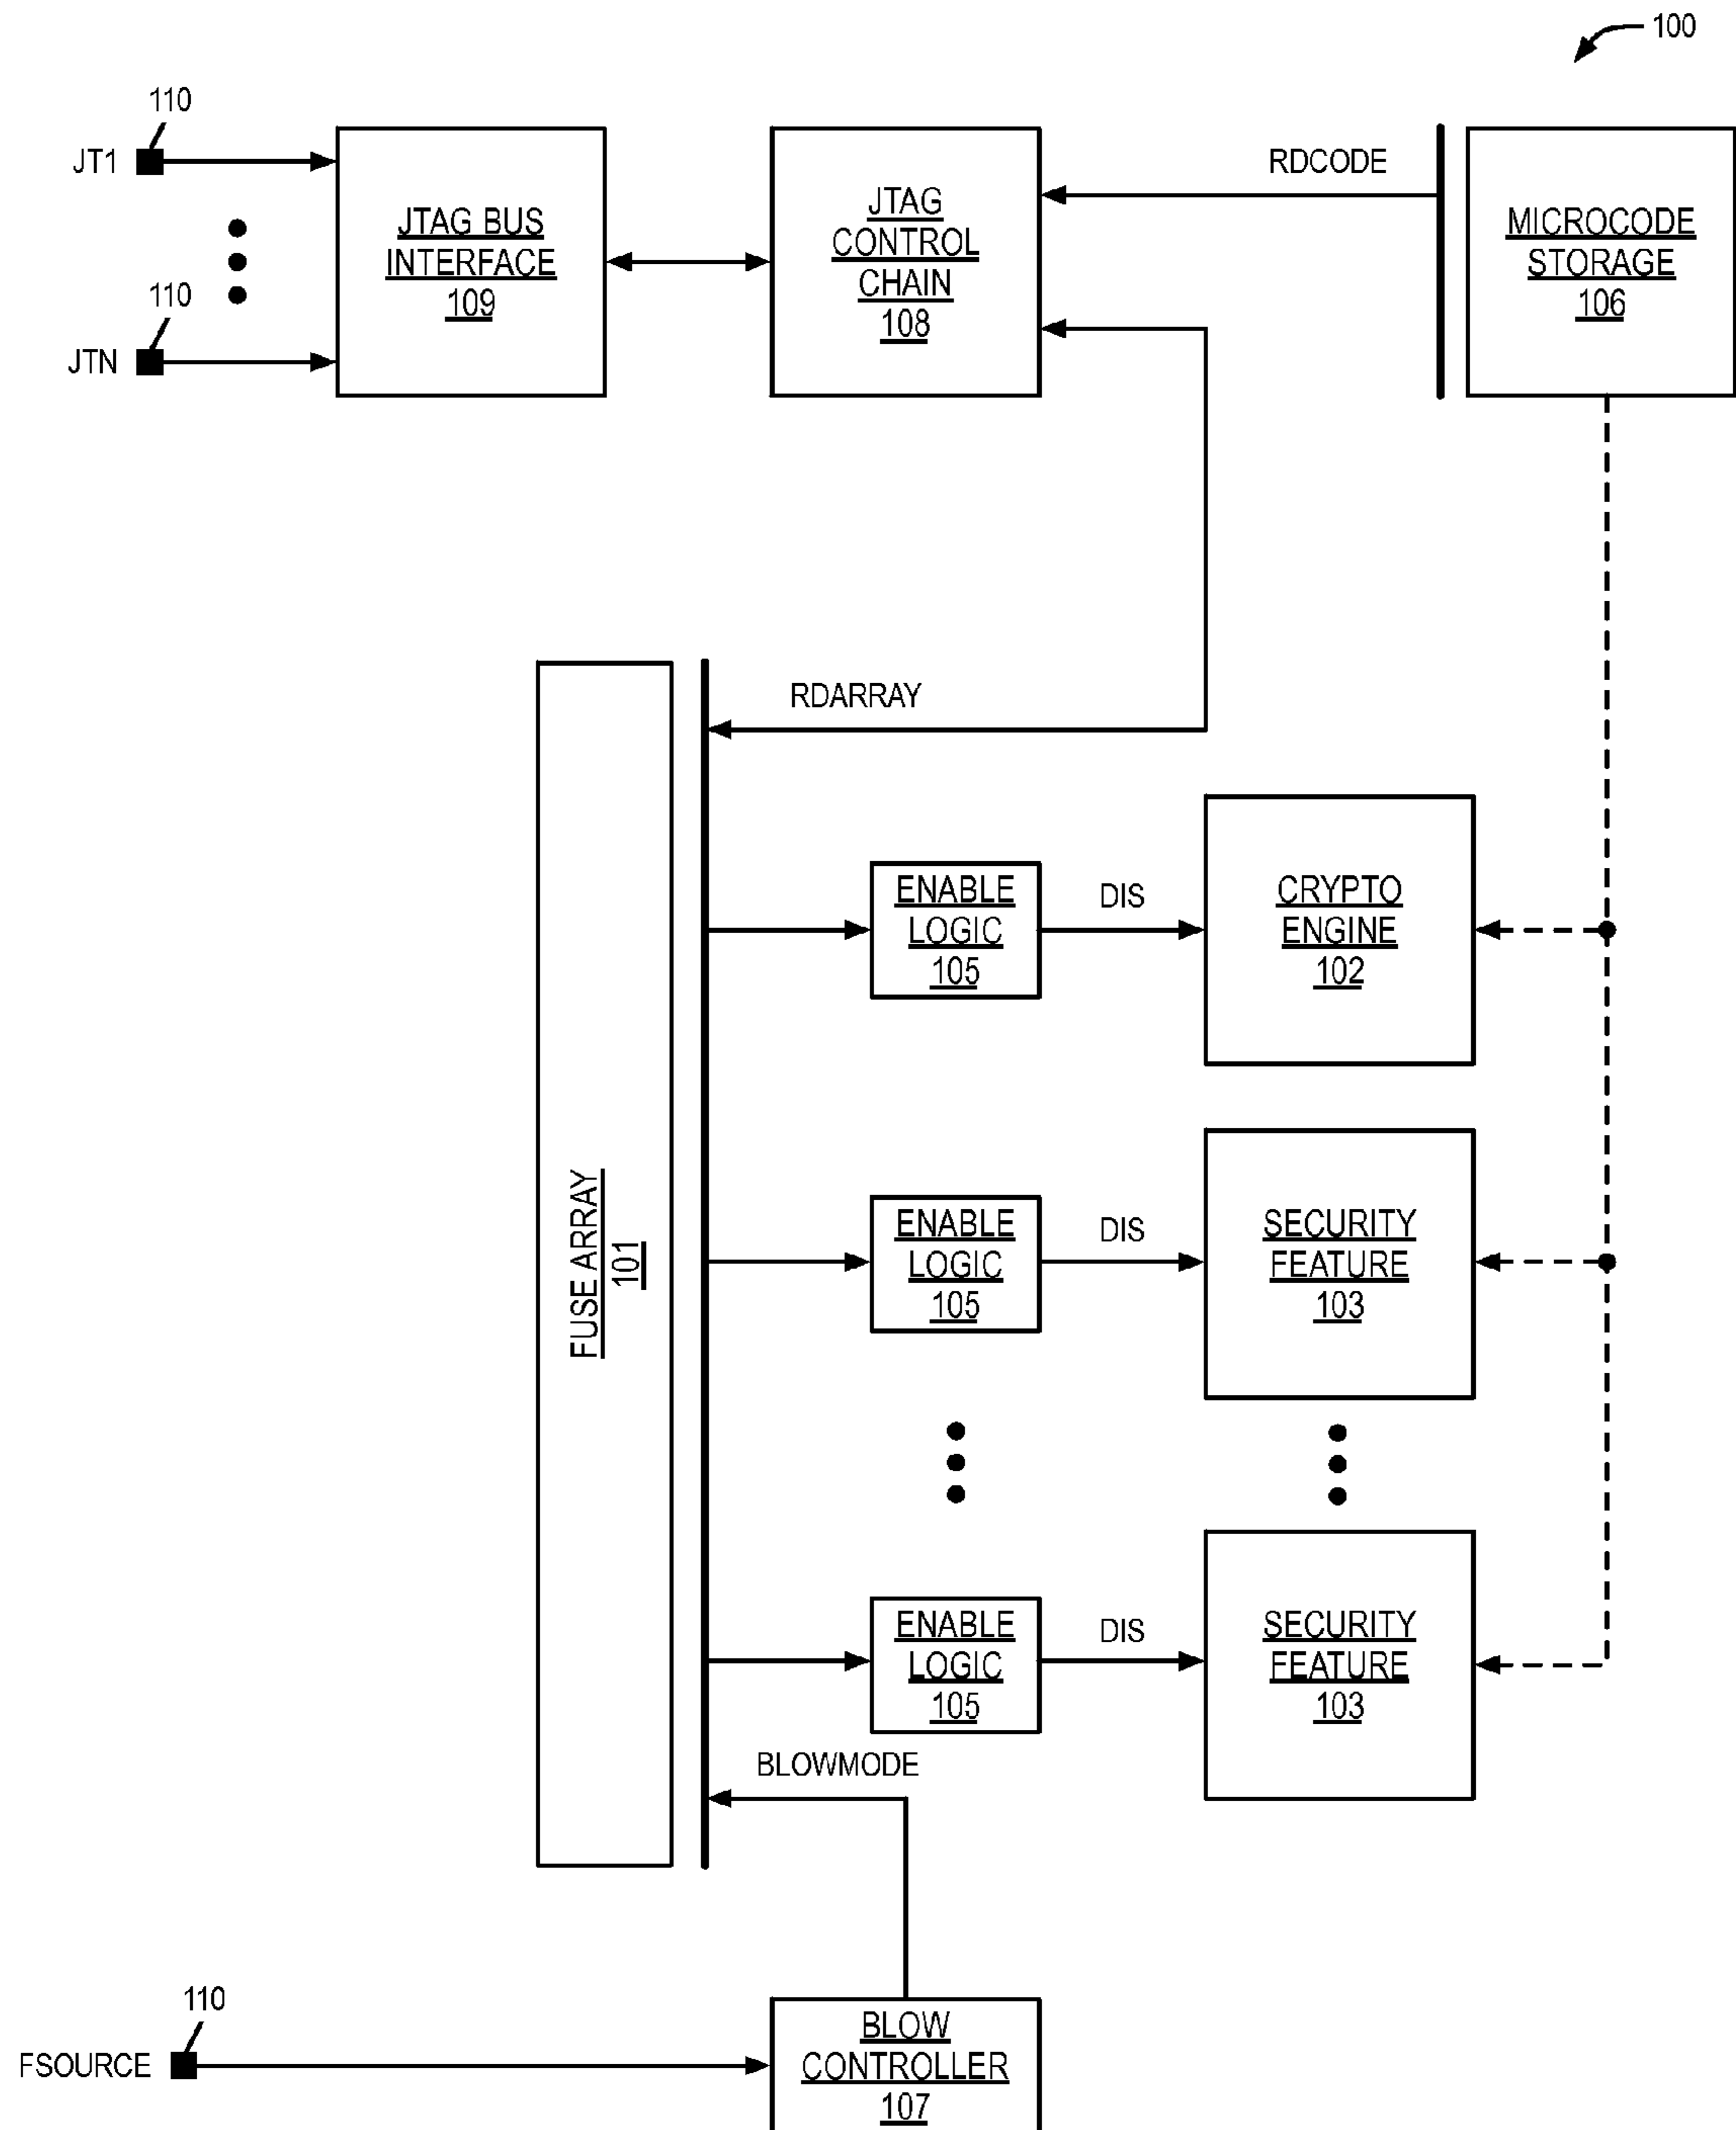 100
110
JT1
JTAG BUS
INTERFACE
109
110
JTN
JTAG
CONTROL
CHAIN
108
RDCODE
MICROCODE
STORAGE
106
RDARRAY
FUSE ARRAY
101
ENABLE
LOGIC
105
DIS
CRYPTO
ENGINE
102
ENABLE
LOGIC
105
DIS
SECURITY
FEATURE
103
ENABLE
LOGIC
105
DIS
SECURITY
FEATURE
103
BLOWMODE
110
FSOURCE
BLOW
CONTROLLER
107